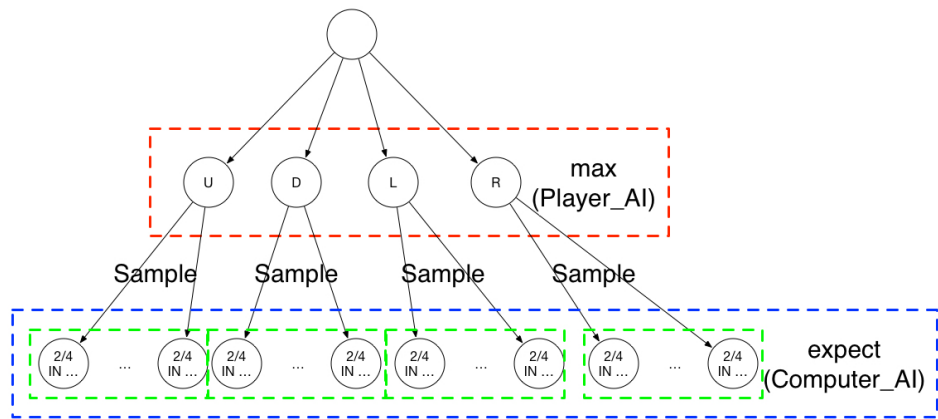 U
D
L
R
max
(Player_AI)
Sample
Sample
Sample
Sample
2/4
IN ...
...
2/4
IN ...
2/4
IN ...
...
2/4
IN ...
2/4
IN ...
...
2/4
IN ...
2/4
IN ...
...
2/4
IN ...
expect
(Computer_AI)